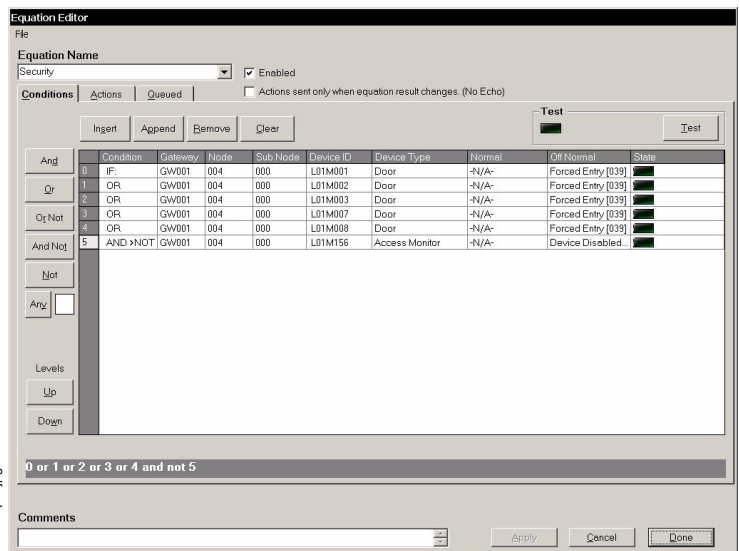 Equation Editor
File
Equation Name
Security
Enabled
Conditions Actions Queued
Actions sent only when equation result changes. (No Echo)
Insert Append Remove Clear
Test
Test
And
Or
Or Not
And Not
Not
Any
Levels
Up
Down
Condition Gateway Node Sub Node Device ID Device Type Normal Off Normal State
0 IF: GW001 004 000 L01M001 Door -N/A- Forced Entry [039]
1 OR GW001 004 000 L01M002 Door -N/A- Forced Entry [039]
2 OR GW001 004 000 L01M003 Door -N/A- Forced Entry [039]
3 OR GW001 004 000 L01M007 Door -N/A- Forced Entry [039]
4 OR GW001 004 000 L01M008 Door -N/A- Forced Entry [039]
5 AND >NOT GW001 004 000 L01M156 Access Monitor -N/A- Device Disabled...
0 or 1 or 2 or 3 or 4 and not 5
Comments
Apply Cancel Done